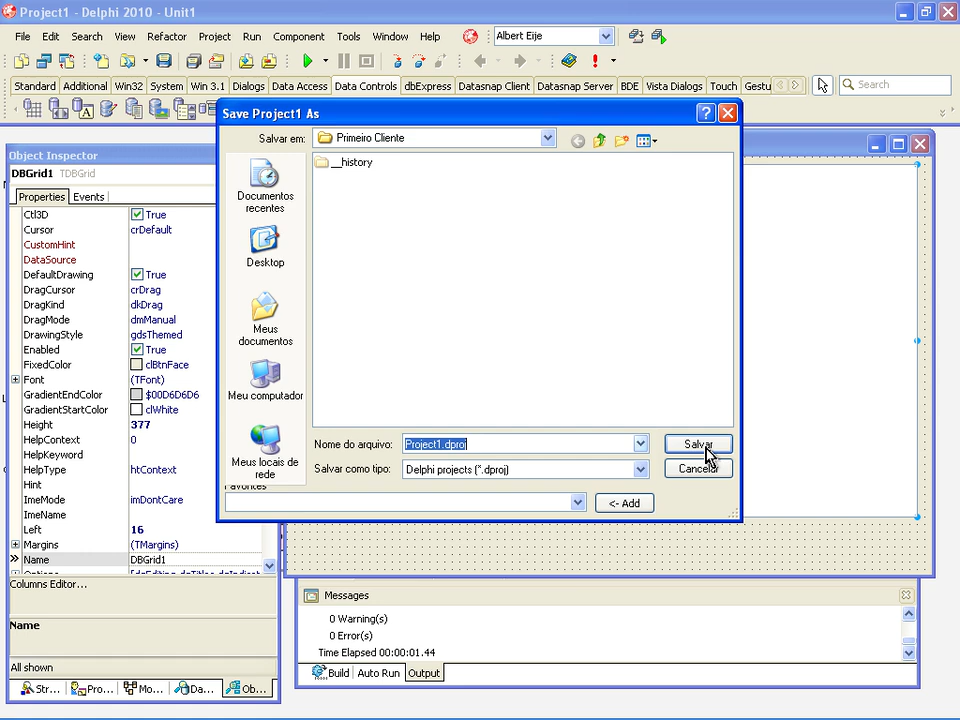 Project1 - Delphi 2010 - Unit1
File Edit Search View Refactor Project Run Component Tools Window Help Albert Eije
Standard Additional Win32 System Win 3.1 Dialogs Data Access Data Controls dbExpress Datasnap Client Datasnap Server BDE Vista Dialogs Touch Gestu Search
Save Project1 As
Salvar em: Primeiro Cliente
__history
Documentos recentes
Desktop
Meus documentos
Meu computador
Meus locais de rede
Nome do arquivo: Project1.dproj Salvar
Salvar como tipo: Delphi projects (*.dproj) Cancelar
Favorites
<- Add
Object Inspector
DBGrid1 TDBGrid
Properties Events
Ctl3D True
Cursor crDefault
CustomHint
DataSource
DefaultDrawing True
DragCursor crDrag
DragKind dkDrag
DragMode dmManual
DrawingStyle gdsThemed
Enabled True
FixedColor clBtnFace
Font (TFont)
GradientEndColor $00D6D6D6
GradientStartColor clWhite
Height 377
HelpContext 0
HelpKeyword
HelpType htContext
Hint
ImeMode imDontCare
ImeName
Left 16
Margins (TMargins)
Name DBGrid1
Columns Editor...
Name
All shown
Str... Pro... Mo... Da... Ob...
Messages
0 Warning(s)
0 Error(s)
Time Elapsed 00:00:01.44
Build Auto Run Output